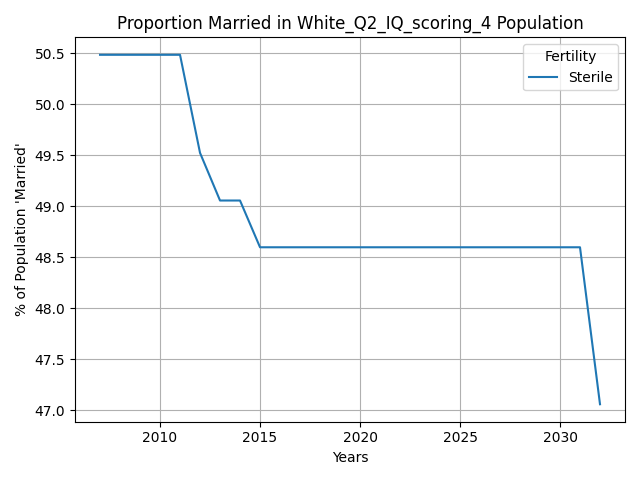 Proportion Married in White_Q2_IQ_scoring_4 Population
Fertility
Sterile
% of Population 'Married'
50.5
50.0
49.5
49.0
48.5
48.0
47.5
47.0
2010 2015 2020 2025 2030
Years